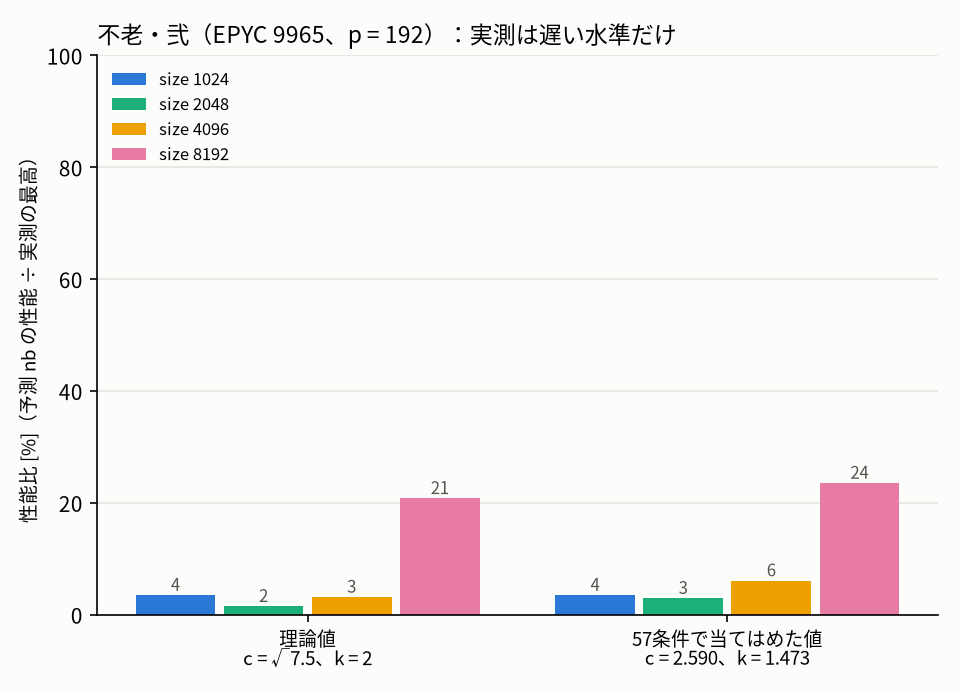 不老・弐（EPYC 9965、p = 192）：実測は遅い水準だけ
性能比 [%]（予測 nb の性能 ÷ 実測の最高）
100
80
60
40
20
0
size 1024
size 2048
size 4096
size 8192
4
2
3
21
4
3
6
24
理論値
c = √7.5、k = 2
57条件で当てはめた値
c = 2.590、k = 1.473